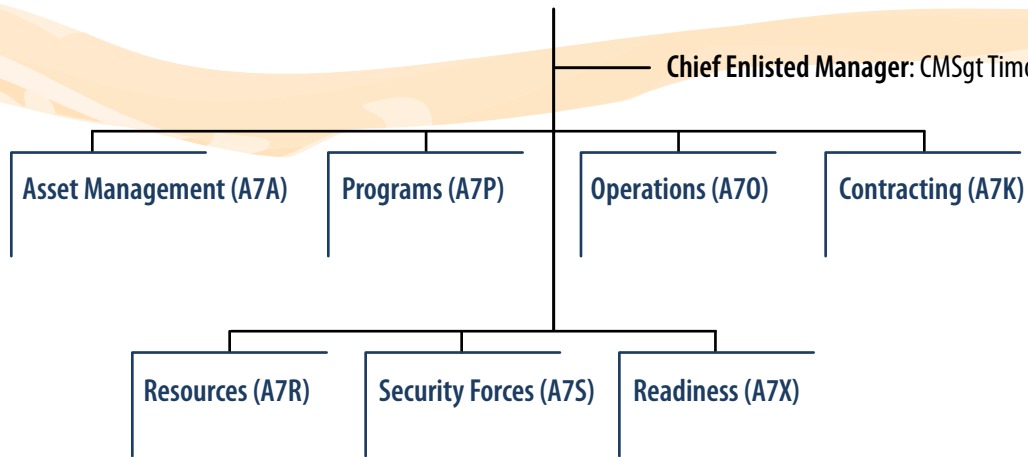 Chief Enlisted Manager: CMSgt
Asset Management (A7A)
Programs (A7P)
Operations (A7O)
Contracting (A7K)
Resources (A7R)
Security Forces (A7S)
Readiness (A7X)